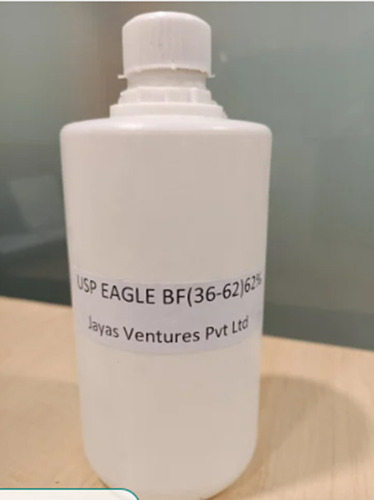 USP EAGLE BF(36-62)62%
Jayas Ventures Pvt Ltd